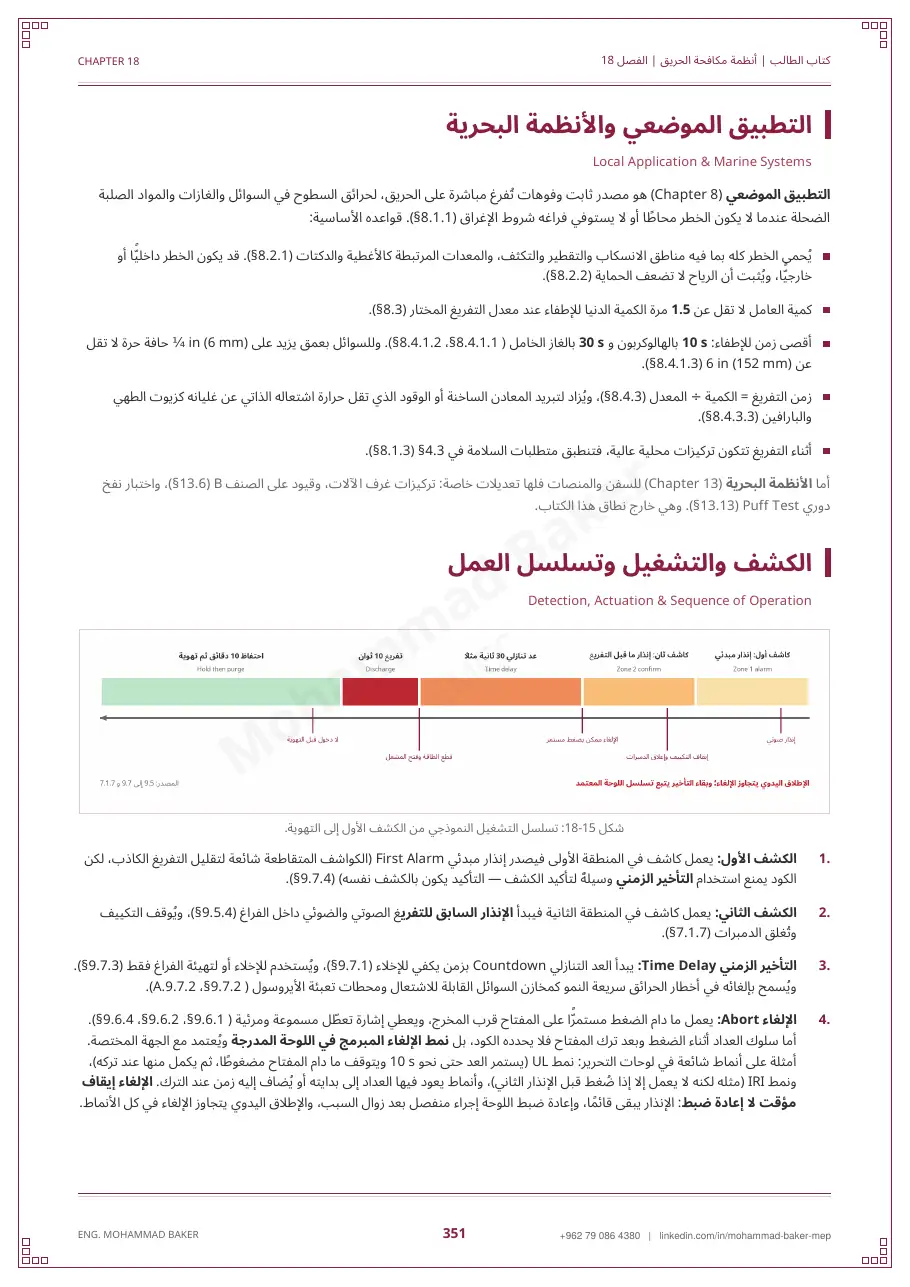 كتاب الطالب | أنظمة مكافحة الحريق | الفصل 18
CHAPTER 18
التطبيق الموضعي والأنظمة البحرية
Local Application & Marine Systems
التطبيق الموضعي (Chapter 8) هو مصدر ثابت وفوهات تُفرغ مباشرة على الحريق، لحرائق السطوح في السوائل والغازات والمواد الصلبة
الضحلة عندما لا يكون الخطر محاطًا أو لا يستوفي فراغه شروط الإغراق (§8.1.1). قواعده الأساسية:
يُحمى الخطر كله بما فيه مناطق الانسكاب والتقطير والتكثف، والمعدات المرتبطة كالأغطية والدكتات (§8.2.1). قد يكون الخطر داخليًّا أو
خارجيًّا، ويُثبت أن الرياح لا تضعف الحماية (§8.2.2).
كمية العامل لا تقل عن 1.5 مرة الكمية الدنيا للإطفاء عند معدل التفريغ المختار (§8.3).
أقصى زمن للإطفاء: 10 s بالهالوكربون و 30 s بالغاز الخامل (§8.4.1.1، §8.4.1.2). وللسوائل بعمق يزيد على ¼ in (6 mm) حافة حرة لا تقل
عن 6 in (152 mm) (§8.4.1.3).
زمن التفريغ = الكمية ÷ المعدل (§8.4.3)، ويُزاد لتبريد المعادن الساخنة أو الوقود الذي تقل حرارة اشتعاله الذاتي عن غليانه كزيوت الطهي
والبارافين (§8.4.3.3).
أثناء التفريغ تتكون تركيزات محلية عالية، فتنطبق متطلبات السلامة في §4.3 (§8.1.3).
أما الأنظمة البحرية (Chapter 13) للسفن والمنصات فلها تعديلات خاصة: تركيزات غرف الآلات، وقيود على الصنف B (§13.6)، واختبار نفخ
دوري Puff Test (§13.13). وهي خارج نطاق هذا الكتاب.
الكشف والتشغيل وتسلسل العمل
Detection, Actuation & Sequence of Operation
كاشف أول: إنذار مبدئي
Zone 1 alarm
كاشف ثان: إنذار ما قبل التفريغ
Zone 2 confirm
عد تنازلي 30 ثانية مثلًا
Time delay
تفريغ 10 ثوان
Discharge
احتفاظ 10 دقائق ثم تهوية
Hold then purge
إنذار صوتي
إيقاف التكييف وإغلاق الدمبرات
الإلغاء ممكن بضغط مستمر
قطع الطاقة وفتح المشغل
لا دخول قبل التهوية
الإطلاق اليدوي يتجاوز الإلغاء؛ وبقاء التأخير يتبع تسلسل اللوحة المعتمد
المصدر: 9.5 إلى 9.7 و 7.1.7
شكل 15-18: تسلسل التشغيل النموذجي من الكشف الأول إلى التهوية.
1. الكشف الأول: يعمل كاشف في المنطقة الأولى فيصدر إنذار مبدئي First Alarm (الكواشف المتقاطعة شائعة لتقليل التفريغ الكاذب، لكن
الكود يمنع استخدام التأخير الزمني وسيلةً لتأكيد الكشف — التأكيد يكون بالكشف نفسه) (§9.7.4).
2. الكشف الثاني: يعمل كاشف في المنطقة الثانية فيبدأ الإنذار السابق للتفريغ الصوتي والضوئي داخل الفراغ (§9.5.4)، ويُوقف التكييف
وتُغلق الدمبرات (§7.1.7).
3. التأخير الزمني Time Delay: يبدأ العد التنازلي Countdown بزمن يكفي للإخلاء (§9.7.1)، ويُستخدم للإخلاء أو لتهيئة الفراغ فقط (§9.7.3).
ويُسمح بإلغائه في أخطار الحرائق سريعة النمو كمخازن السوائل القابلة للاشتعال ومحطات تعبئة الأيروسول (§9.7.2، A.9.7.2).
4. الإلغاء Abort: يعمل ما دام الضغط مستمرًّا على المفتاح قرب المخرج، ويعطي إشارة تعطّل مسموعة ومرئية (§9.6.1، §9.6.2، §9.6.4).
أما سلوك العداد أثناء الضغط وبعد ترك المفتاح فلا يحدده الكود، بل نمط الإلغاء المبرمج في اللوحة المدرجة ويُعتمد مع الجهة المختصة.
أمثلة على أنماط شائعة في لوحات التحرير: نمط UL (يستمر العد حتى نحو 10 s ويتوقف ما دام المفتاح مضغوطًا، ثم يكمل منها عند تركه)،
ونمط IRI (مثله لكنه لا يعمل إلا إذا ضُغط قبل الإنذار الثاني)، وأنماط يعود فيها العداد إلى بدايته أو يُضاف إليه زمن عند الترك. الإلغاء إيقاف
مؤقت لا إعادة ضبط: الإنذار يبقى قائمًا، وإعادة ضبط اللوحة إجراء منفصل بعد زوال السبب، والإطلاق اليدوي يتجاوز الإلغاء في كل الأنماط.
ENG. MOHAMMAD BAKER
351
+962 79 086 4380 | linkedin.com/in/mohammad-baker-mep